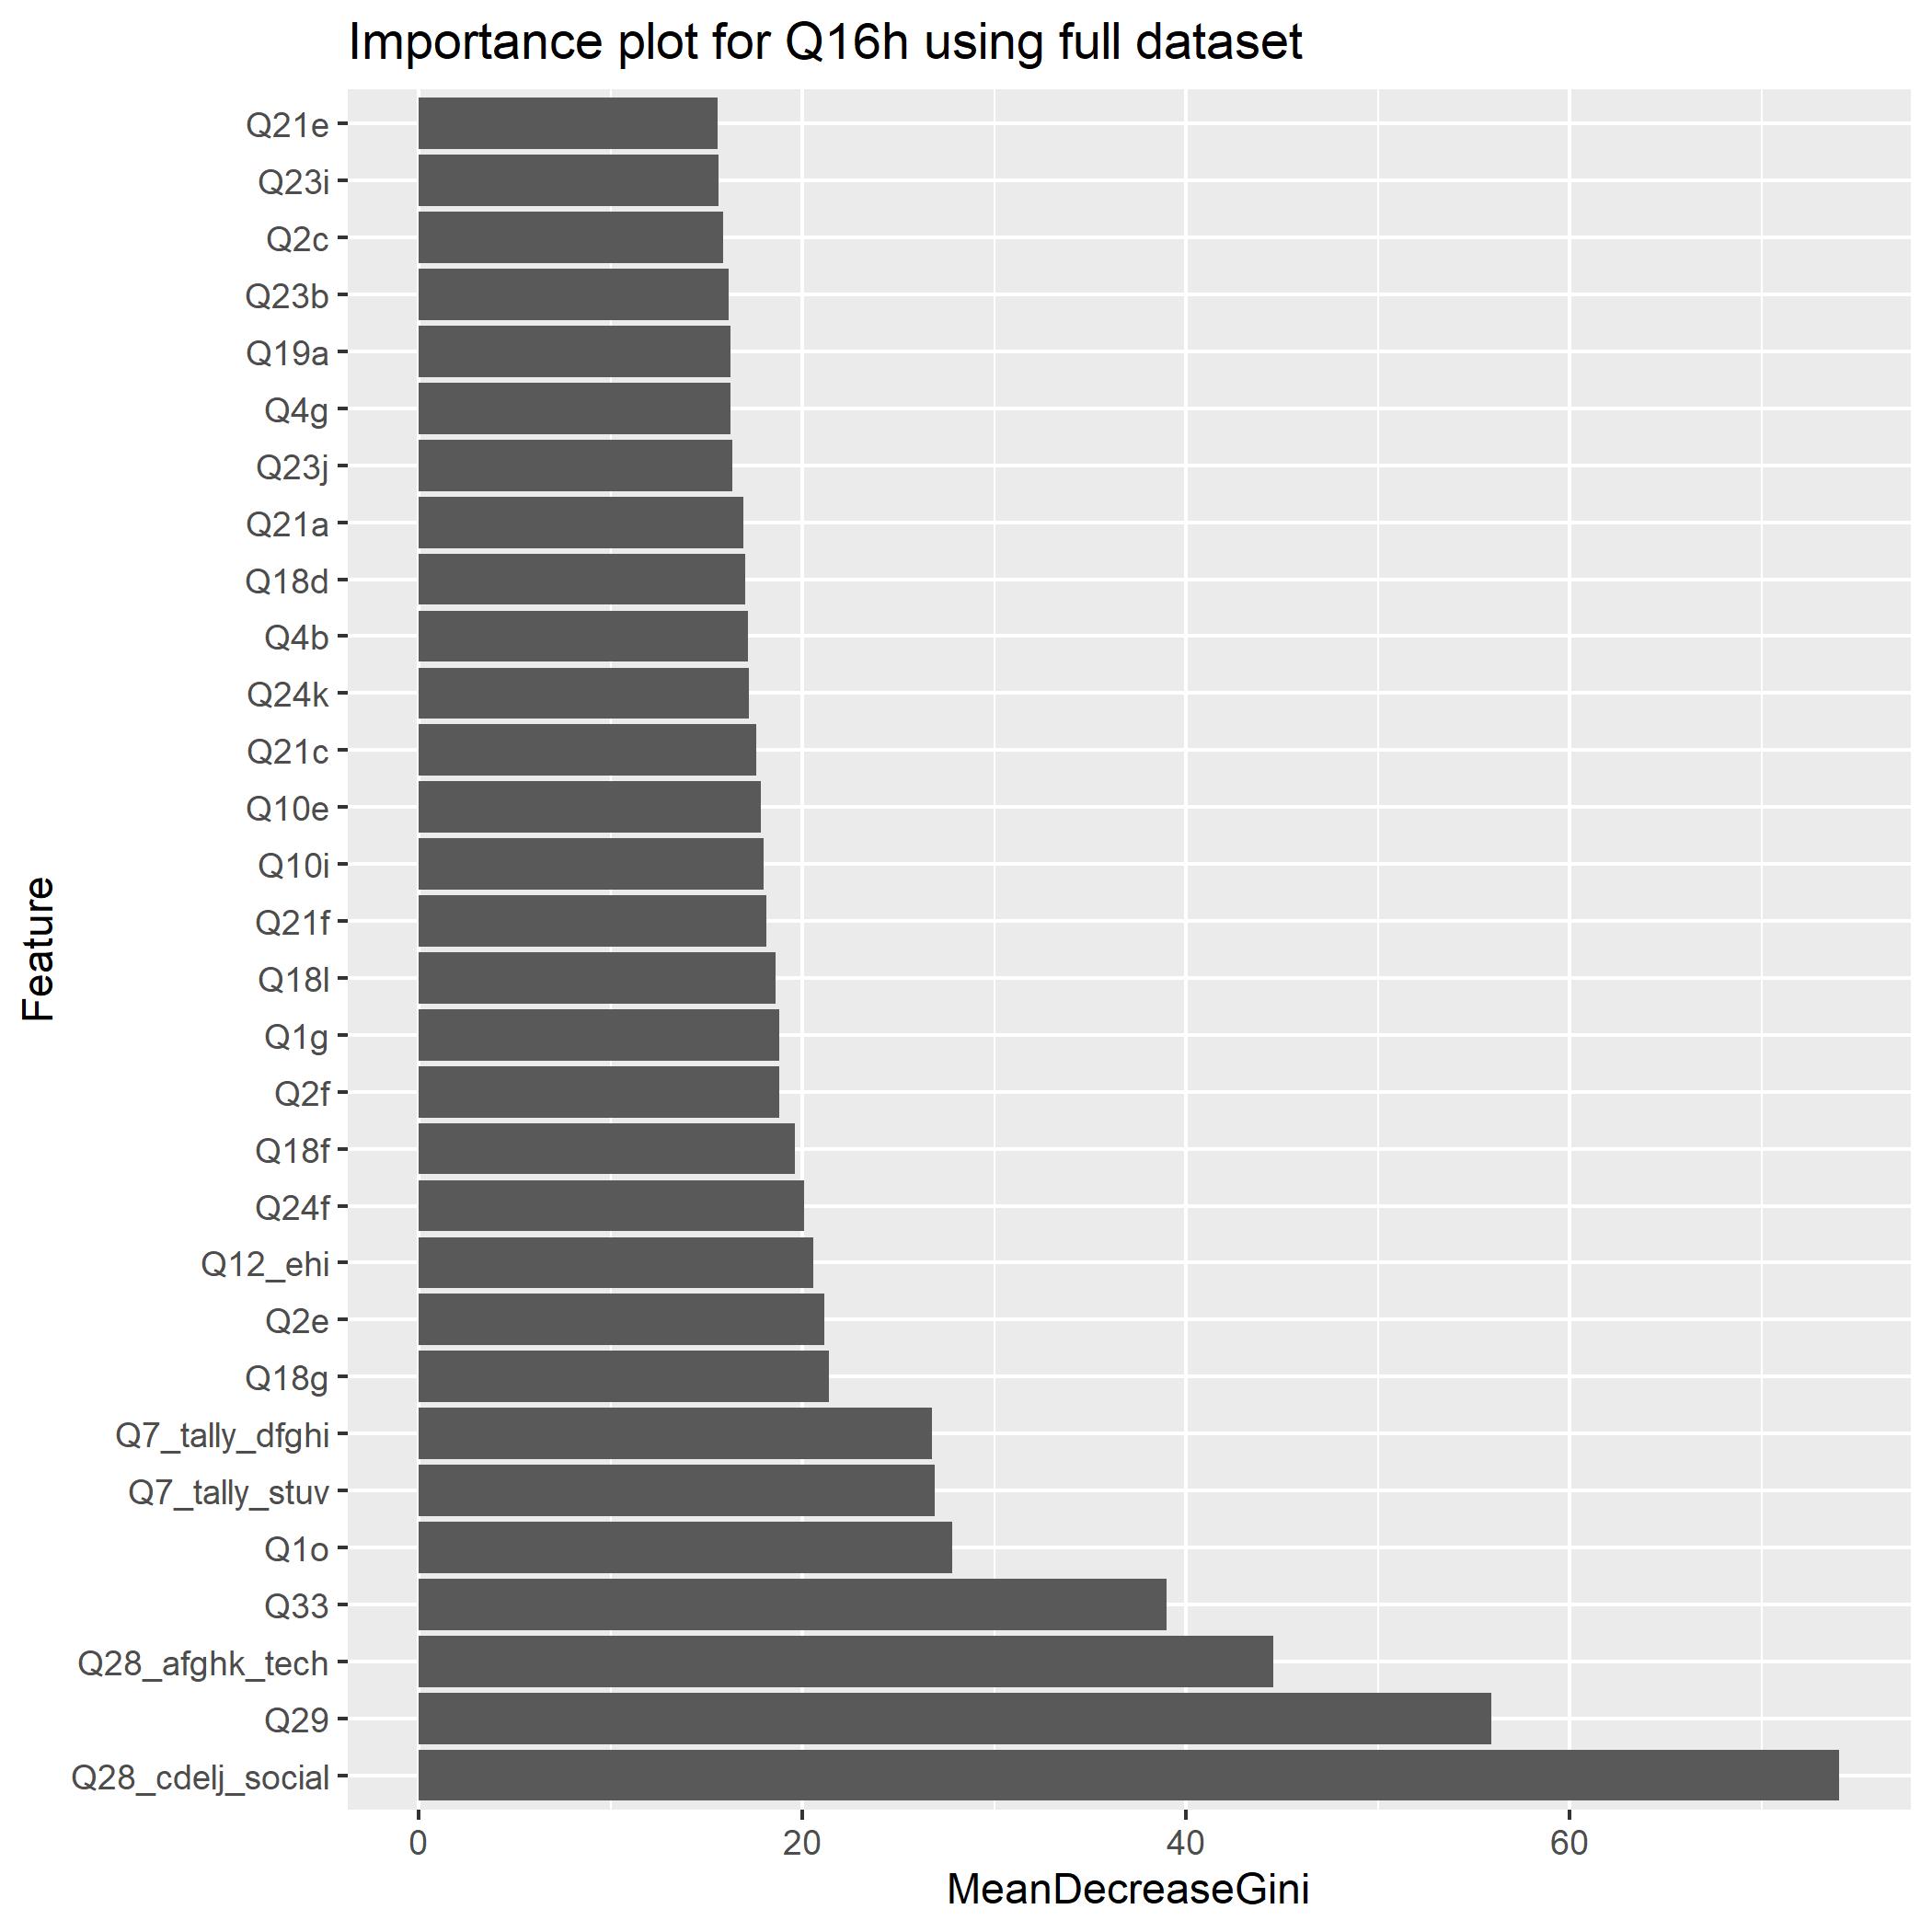 Importance plot for Q16h using full dataset
Feature
Q21e
Q23i
Q2c
Q23b
Q19a
Q4g
Q23j
Q21a
Q18d
Q4b
Q24k
Q21c
Q10e
Q10i
Q21f
Q18l
Q1g
Q2f
Q18f
Q24f
Q12_ehi
Q2e
Q18g
Q7_tally_dfghi
Q7_tally_stuv
Q1o
Q33
Q28_afghk_tech
Q29
Q28_cdelj_social
0 20 40 60
MeanDecreaseGini